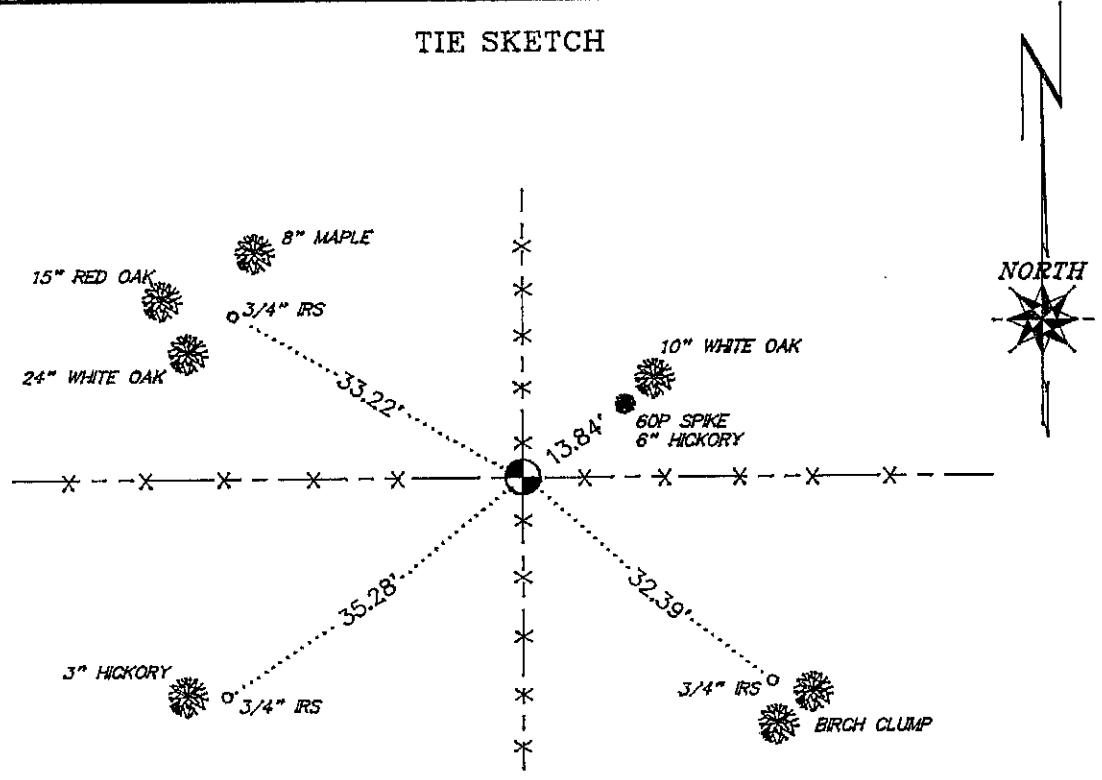 TIE SKETCH
8" MAPLE
15" RED OAK
3/4" IRS
24" WHITE OAK
33.22'
NORTH
10" WHITE OAK
60P SPIKE
6" HICKORY
13.84'
35.28'
32.39'
3" HICKORY
3/4" IRS
3/4" IRS
BIRCH CLUMP